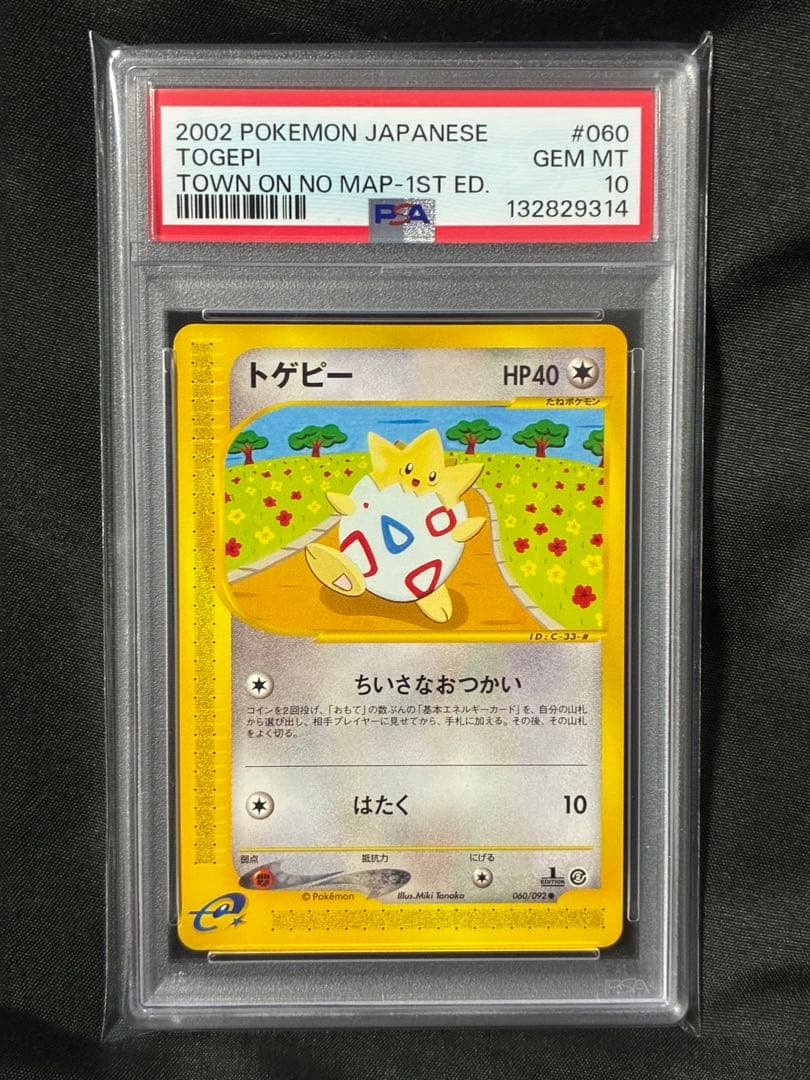 2002 POKEMON JAPANESE #060
TOGEPI GEM MT
TOWN ON NO MAP-1ST ED. 10
PSA 132829314
トゲピー HP40
たねポケモン
ID:C-33-#
ちいさなおつかい
コインを2回投げ、「おもて」の数ぶんの「基本エネルギーカード」を、自分の山札
から選び出し、相手プレイヤーに見せてから、手札に加える。その後、その山札
をよく切る。
はたく 10
弱点 抵抗力 にげる
1
EDITION
©Pokémon Illus.Miki Tanaka 060/092●
e
PSA